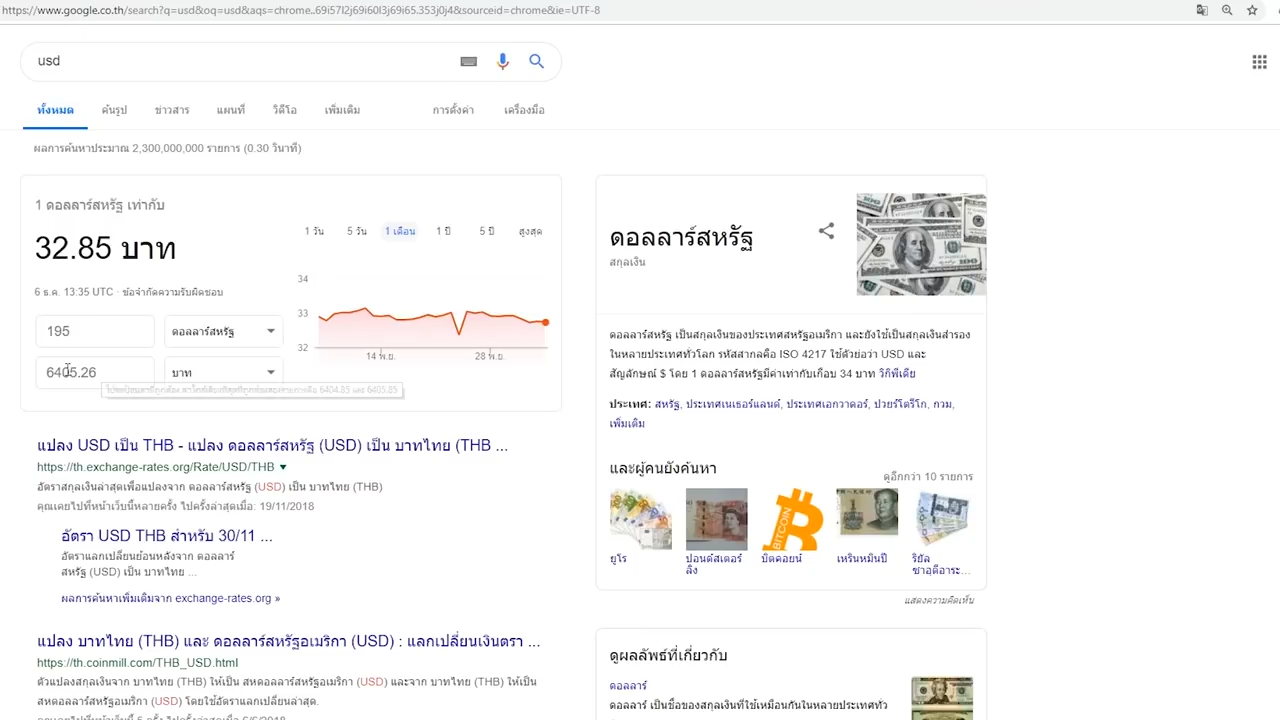 https://www.google.co.th/search?q=usd&oq=usd&aqs=chrome..69i57l2j69i60l3j69i65.353j0j4&sourceid=chrome&ie=UTF-8
usd
ทั้งหมด ค้นรูป ข่าวสาร แผนที่ วิดีโอ เพิ่มเติม การตั้งค่า เครื่องมือ
ผลการค้นหาประมาณ 2,300,000,000 รายการ (0.30 วินาที)
1 ดอลลาร์สหรัฐ เท่ากับ
32.85 บาท
6 ธ.ค. 13:35 UTC · ข้อจำกัดความรับผิดชอบ
195 ดอลลาร์สหรัฐ
6405.26 บาท
1 วัน 5 วัน 1 เดือน 1 ปี 5 ปี สูงสุด
34
33
32
14 พ.ย. 28 พ.ย.
แปลง USD เป็น THB - แปลง ดอลลาร์สหรัฐ (USD) เป็น บาทไทย (THB ...
https://th.exchange-rates.org/Rate/USD/THB
อัตราสกุลเงินล่าสุดเพื่อแปลงจาก ดอลลาร์สหรัฐ (USD) เป็น บาทไทย (THB)
คุณเคยไปที่หน้าเว็บนี้หลายครั้ง ไปครั้งล่าสุดเมื่อ: 19/11/2018
อัตรา USD THB สำหรับ 30/11 ...
อัตราแลกเปลี่ยนย้อนหลังจาก ดอลลาร์
สหรัฐ (USD) เป็น บาทไทย ...
ผลการค้นหาเพิ่มเติมจาก exchange-rates.org »
แปลง บาทไทย (THB) และ ดอลลาร์สหรัฐอเมริกา (USD) : แลกเปลี่ยนเงินตรา ...
https://th.coinmill.com/THB_USD.html
ตัวแปลงสกุลเงินจาก บาทไทย (THB) ให้เป็น สหดอลลาร์สหรัฐอเมริกา (USD) และจาก บาทไทย (THB) ให้เป็น
สหดอลลาร์สหรัฐอเมริกา (USD) โดยใช้อัตราแลกเปลี่ยนล่าสุด.
ดอลลาร์สหรัฐ
สกุลเงิน
ดอลลาร์สหรัฐ เป็นสกุลเงินของประเทศสหรัฐอเมริกา และยังใช้เป็นสกุลเงินสำรอง
ในหลายประเทศทั่วโลก รหัสสากลคือ ISO 4217 ใช้ตัวย่อว่า USD และ
สัญลักษณ์ $ โดย 1 ดอลลาร์สหรัฐมีค่าเท่ากับเกือบ 34 บาท วิกิพีเดีย
ประเทศ: สหรัฐ, ประเทศเนเธอร์แลนด์, ประเทศเอกวาดอร์, ปวยร์โตรีโก, กวม,
เพิ่มเติม
และผู้คนยังค้นหา
ดูอีกกว่า 10 รายการ
BITCOIN
ยูโร ปอนด์สเตอร์ลิง บิตคอยน์ เหรินหมินปี้ ริยัลซาอุดีอาระ...
แสดงความคิดเห็น
ดูผลลัพธ์ที่เกี่ยวกับ
ดอลลาร์
ดอลลาร์ เป็นชื่อของสกุลเงินที่ใช้เหมือนกันในหลายประเทศทั่ว